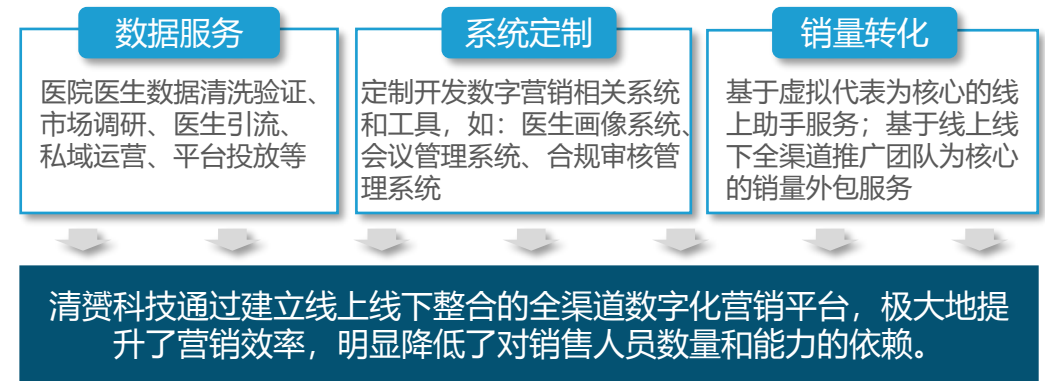 数据服务
医院医生数据清洗验证、
市场调研、医生引流、
私域运营、平台投放等
系统定制
定制开发数字营销相关系统
和工具，如：医生画像系统、
会议管理系统、合规审核管
理系统
销量转化
基于虚拟代表为核心的线
上助手服务；基于线上线
下全渠道推广团队为核心
的销量外包服务
清赟科技通过建立线上线下整合的全渠道数字化营销平台，极大地提
升了营销效率，明显降低了对销售人员数量和能力的依赖。